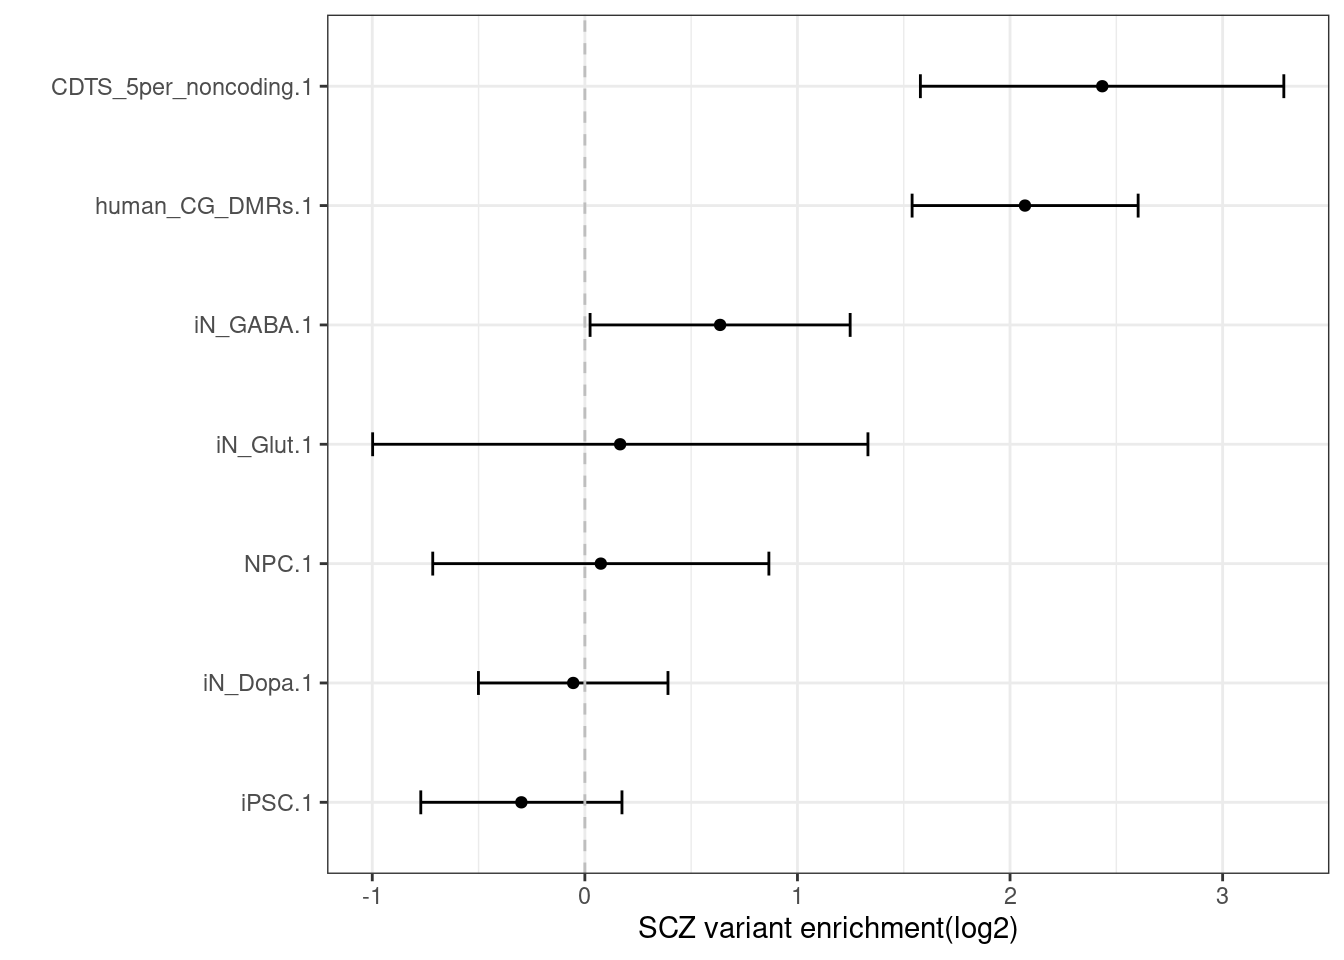 CDTS_5per_noncoding.1
human_CG_DMRs.1
iN_GABA.1
iN_Glut.1
NPC.1
iN_Dopa.1
iPSC.1
-1 0 1 2 3
SCZ variant enrichment(log2)